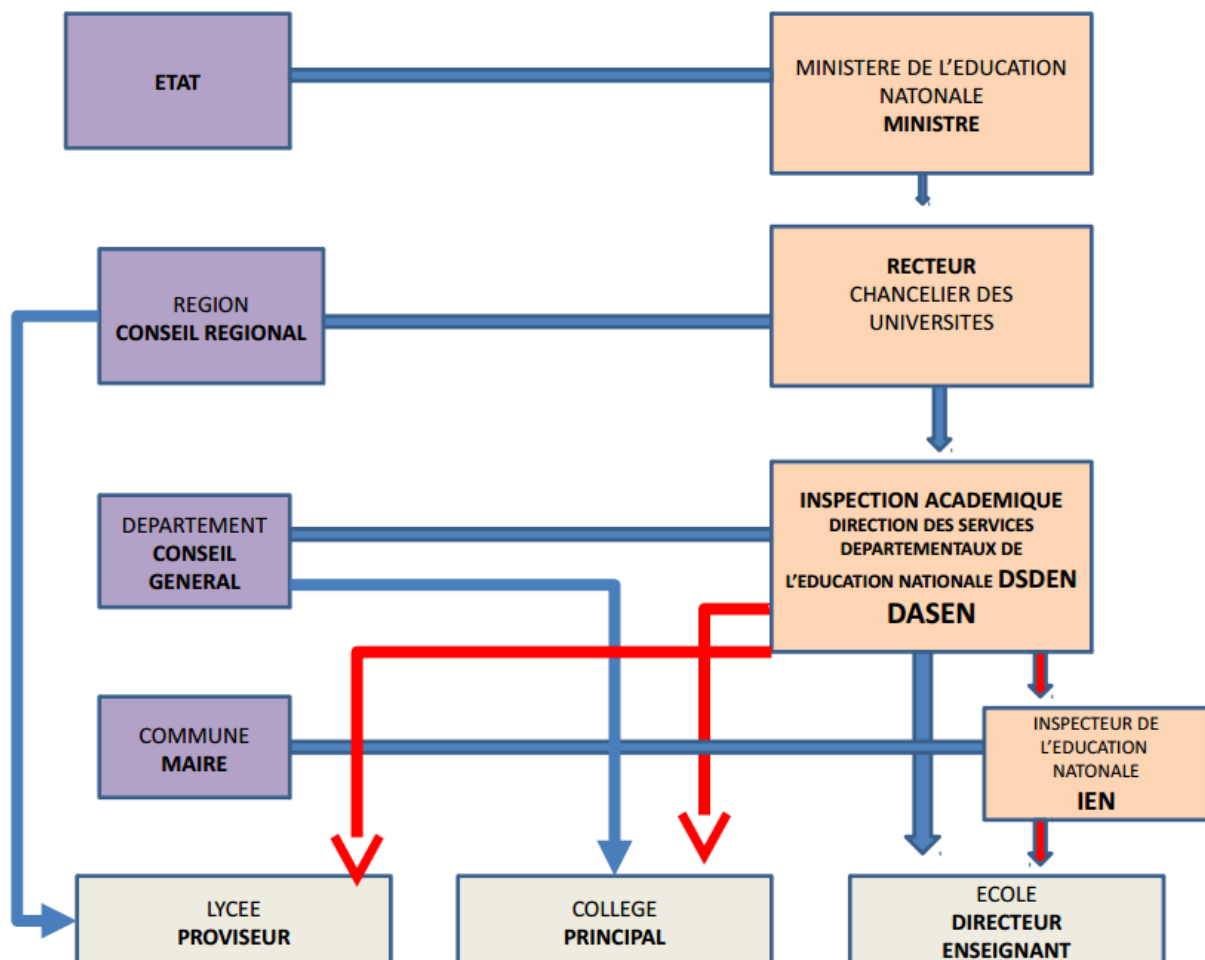 ETAT
MINISTERE DE L'EDUCATION
NATONALE
MINISTRE
REGION
CONSEIL REGIONAL
RECTEUR
CHANCELIER DES
UNIVERSITES
DEPARTEMENT
CONSEIL
GENERAL
INSPECTION ACADEMIQUE
DIRECTION DES SERVICES
DEPARTEMENTAUX DE
L'EDUCATION NATIONALE DSDEN
DASEN
COMMUNE
MAIRE
INSPECTEUR DE
L'EDUCATION
NATONALE
IEN
LYCEE
PROVISEUR
COLLEGE
PRINCIPAL
ECOLE
DIRECTEUR
ENSEIGNANT